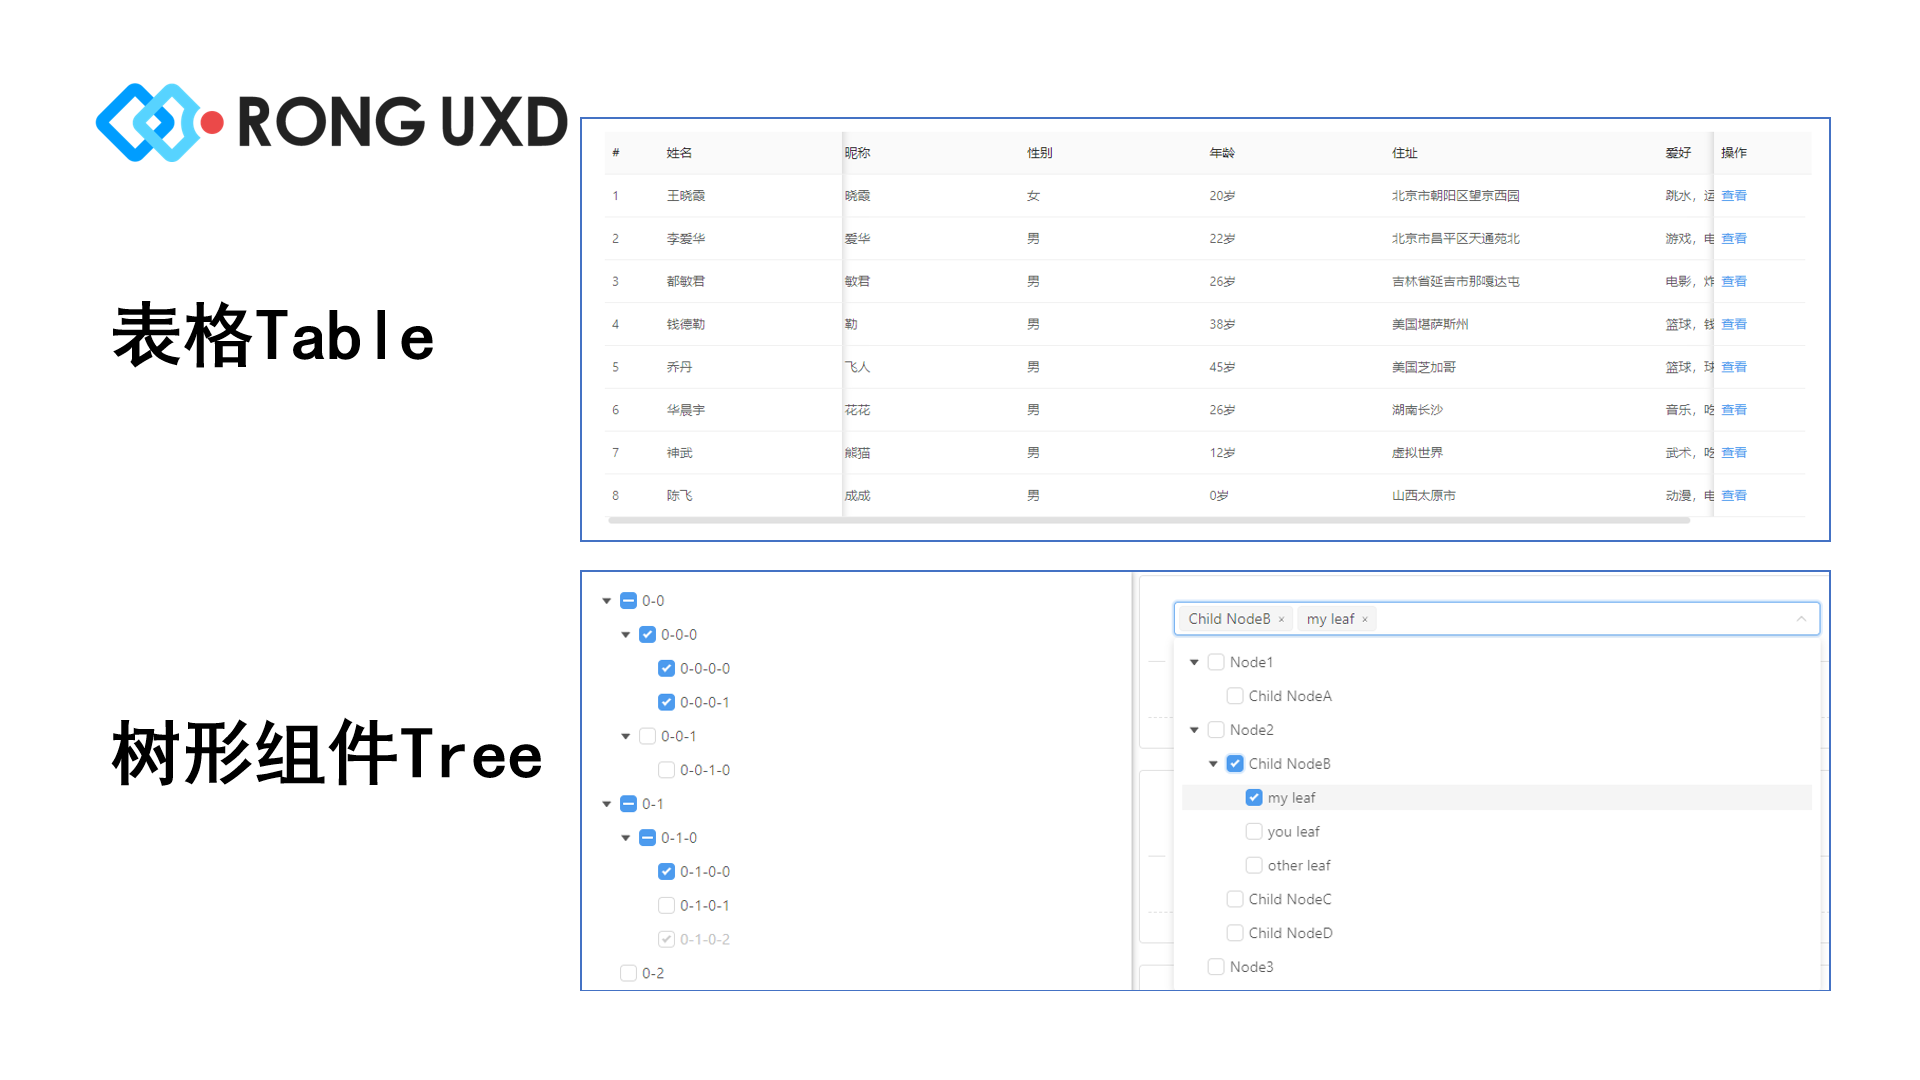 RONG UXD
表格Table
# 姓名 昵称 性别 年龄 住址 爱好 操作
1 王晓霞 晓霞 女 20岁 北京市朝阳区望京西园 跳水，运 查看
2 李爱华 爱华 男 22岁 北京市昌平区天通苑北 游戏，电 查看
3 都敏君 敏君 男 26岁 吉林省延吉市那嘎达屯 电影，炸 查看
4 钱德勒 勒 男 38岁 美国堪萨斯州 篮球，钱 查看
5 乔丹 飞人 男 45岁 美国芝加哥 篮球，球 查看
6 华晨宇 花花 男 26岁 湖南长沙 音乐，吃 查看
7 神武 熊猫 男 12岁 虚拟世界 武术，吃 查看
8 陈飞 成成 男 0岁 山西太原市 动漫，电 查看
树形组件Tree
0-0
0-0-0
0-0-0-0
0-0-0-1
0-0-1
0-0-1-0
0-1
0-1-0
0-1-0-0
0-1-0-1
0-1-0-2
0-2
Child NodeB × my leaf ×
Node1
Child NodeA
Node2
Child NodeB
my leaf
you leaf
other leaf
Child NodeC
Child NodeD
Node3